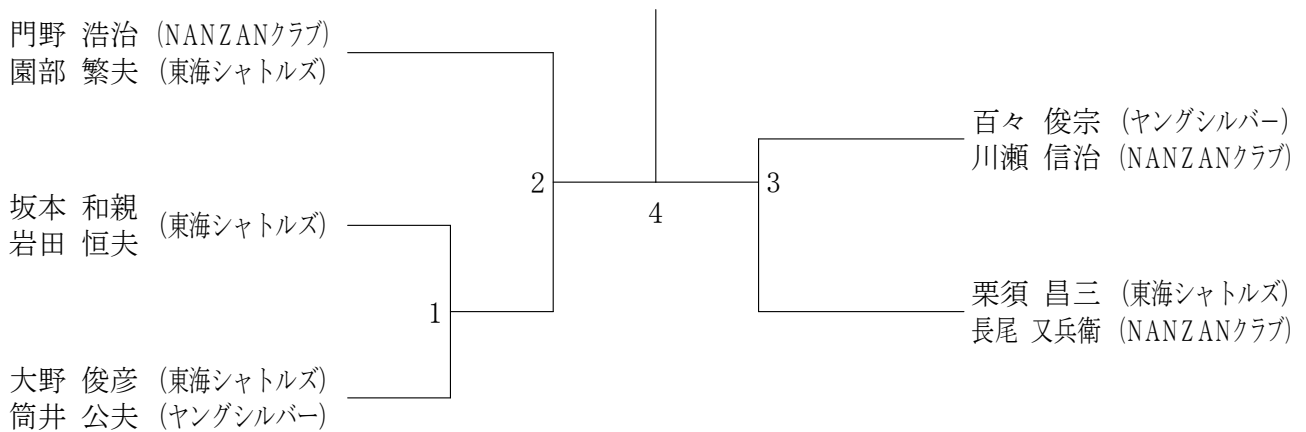 門野 浩治 (NANZANクラブ)
園部 繁夫 (東海シャトルズ)
坂本 和親
岩田 恒夫
(東海シャトルズ)
大野 俊彦 (東海シャトルズ)
筒井 公夫 (ヤングシルバー)
1
2
4
3
百々 俊宗 (ヤングシルバー)
川瀬 信治 (NANZANクラブ)
栗須 昌三 (東海シャトルズ)
長尾 又兵衛 (NANZANクラブ)